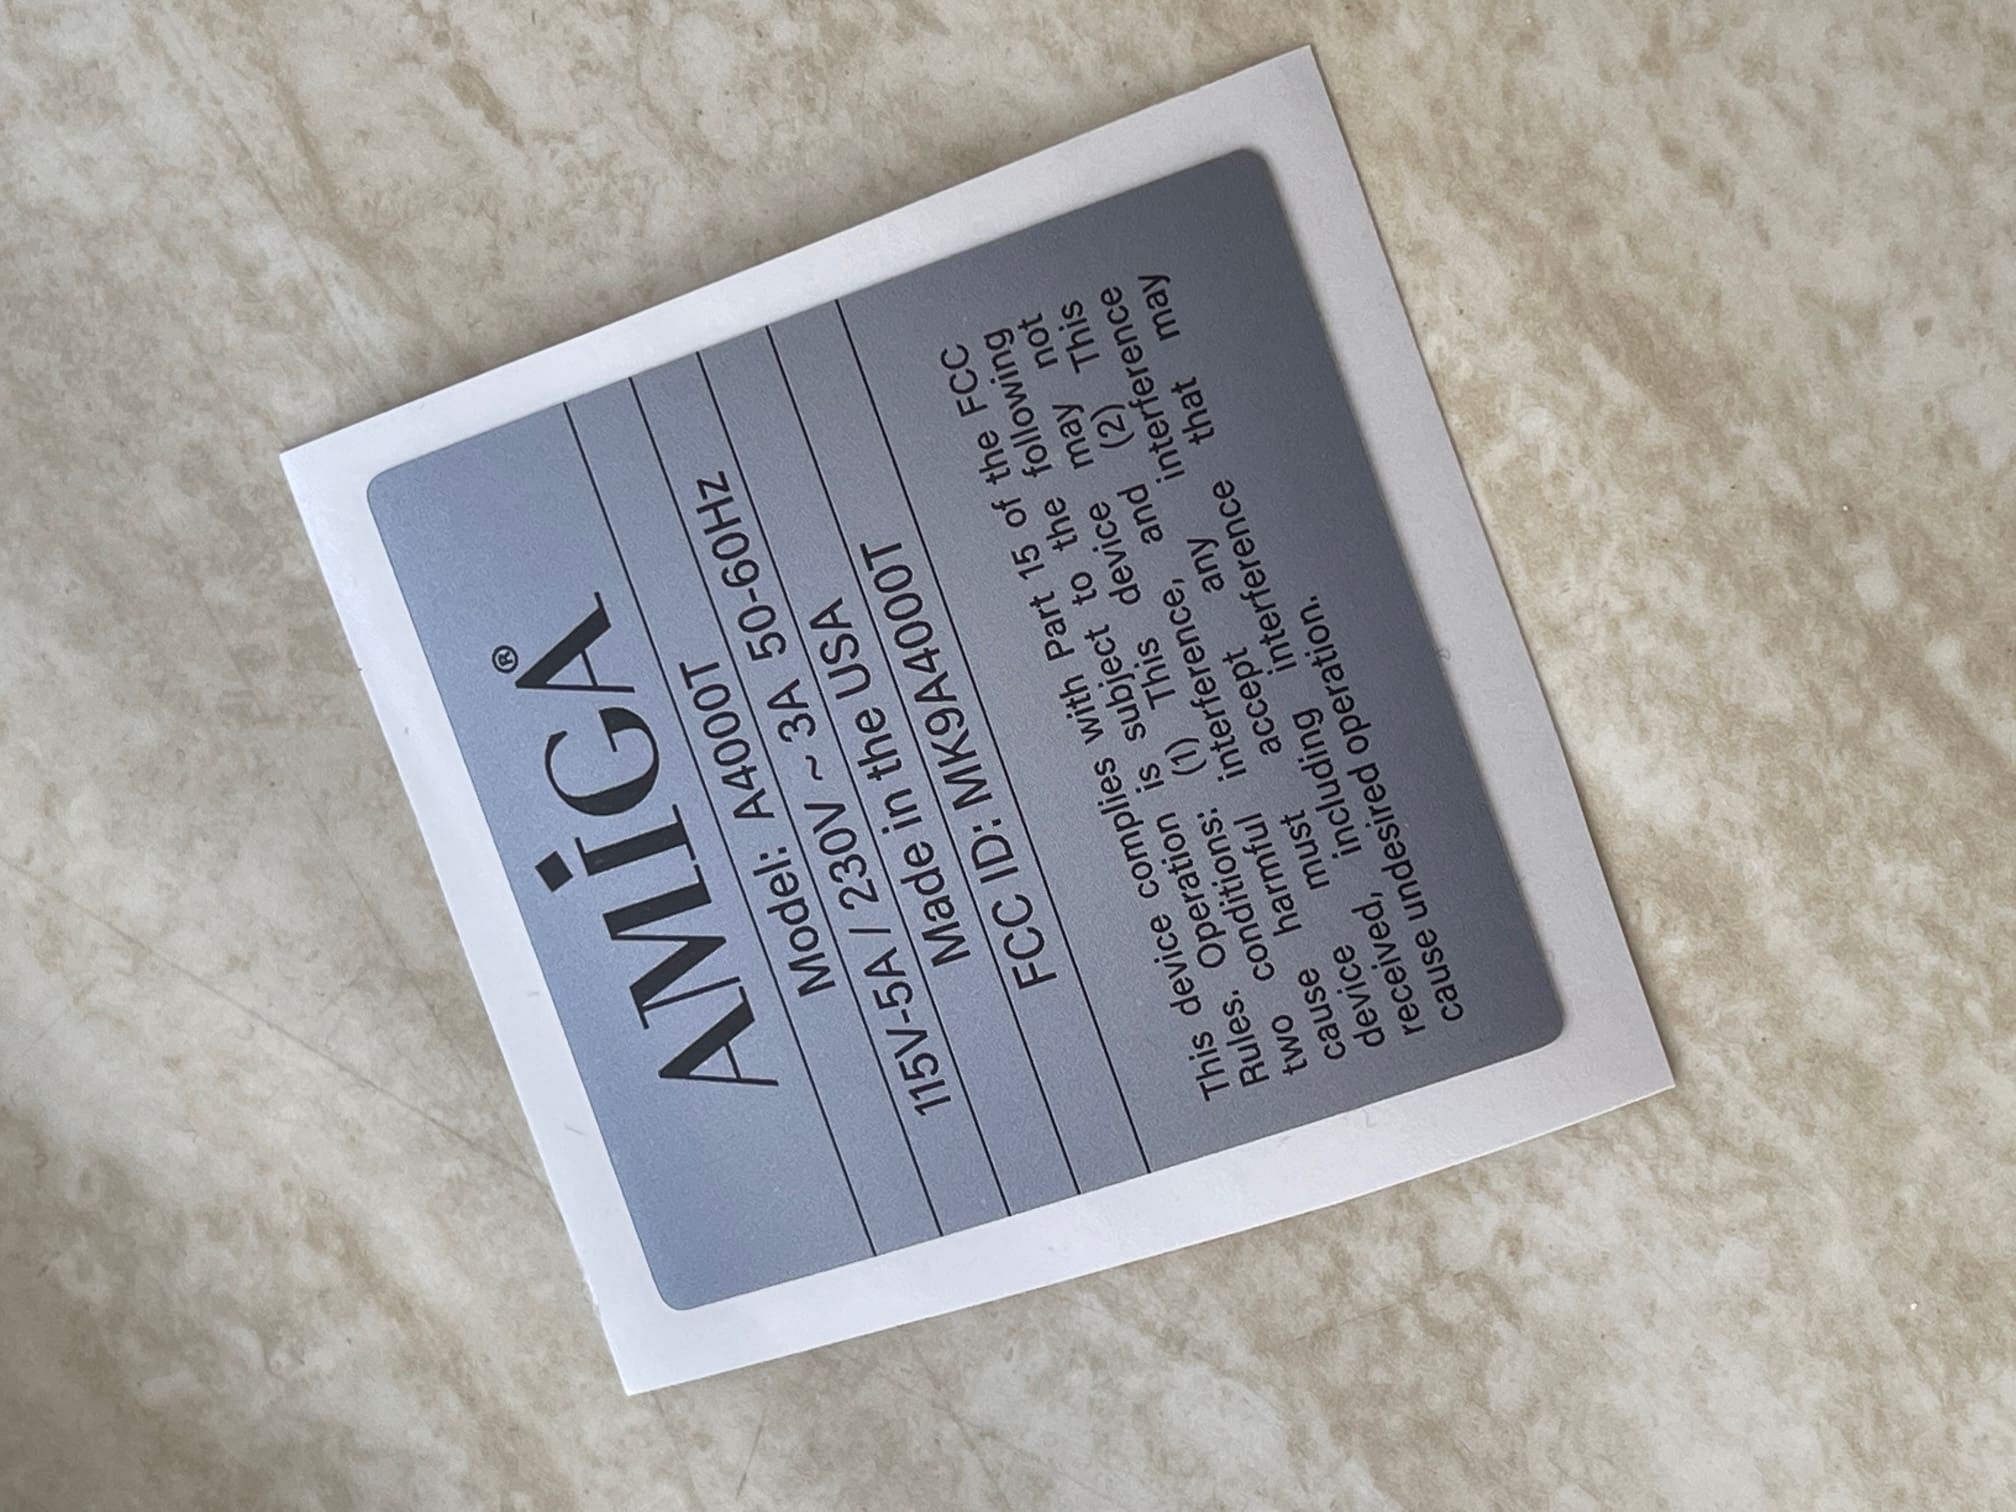 AMiGA®
Model: A4000T
115V-5A / 230V ~ 3A 50-60Hz
Made in the USA
FCC ID: MK9A4000T
This device complies with Part 15 of the FCC
Rules. Operation is subject to the following
two conditions: (1) This device may not
cause harmful interference, and (2) This
device must accept any interference
received, including interference that may
cause undesired operation.